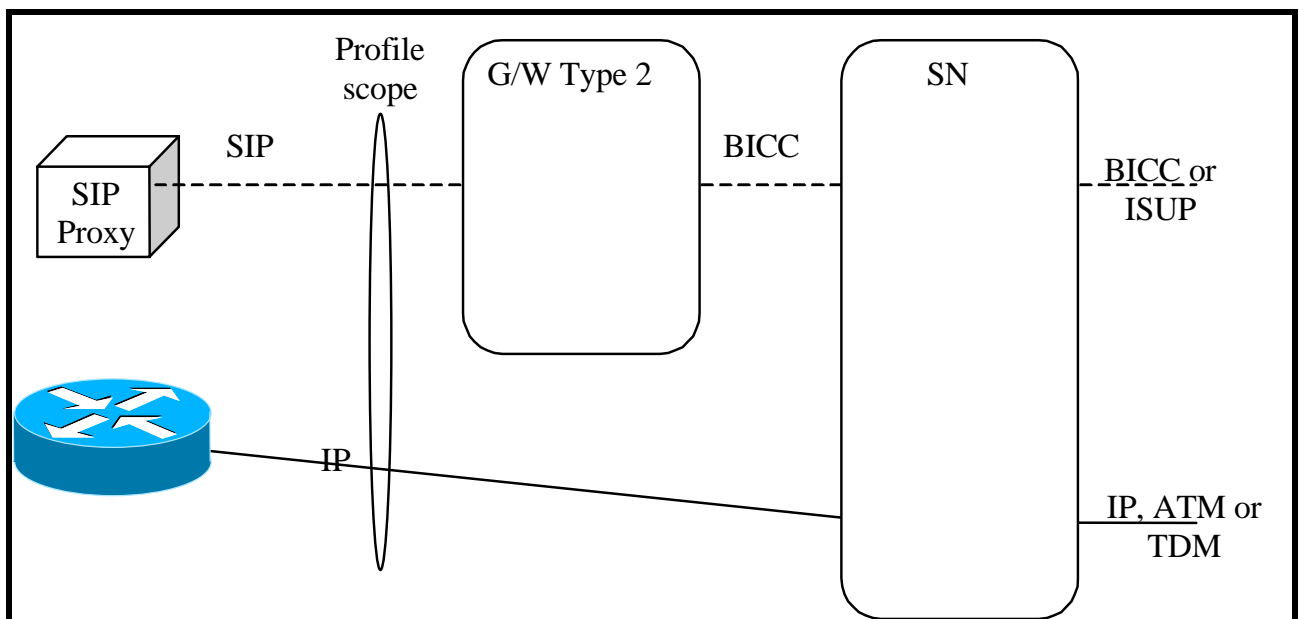 Profile
scope
G/W Type 2
SN
SIP
BICC
SIP
Proxy
BICC or
ISUP
IP
IP, ATM or
TDM